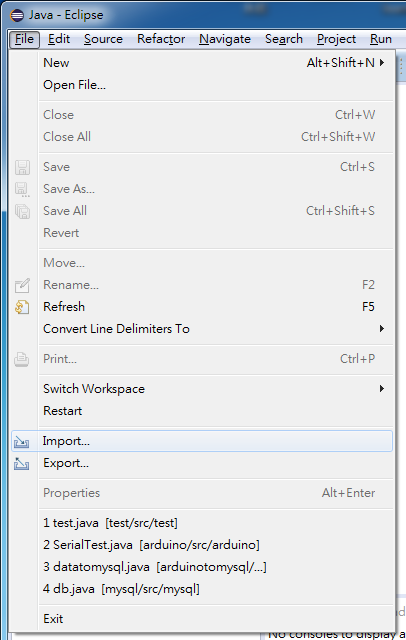 Java - Eclipse
File Edit Source Refactor Navigate Search Project Run
New Alt+Shift+N
Open File...
Close Ctrl+W
Close All Ctrl+Shift+W
Save Ctrl+S
Save As...
Save All Ctrl+Shift+S
Revert
Move...
Rename... F2
Refresh F5
Convert Line Delimiters To
Print... Ctrl+P
Switch Workspace
Restart
Import...
Export...
Properties Alt+Enter
1 test.java [test/src/test]
2 SerialTest.java [arduino/src/arduino]
3 datatomysql.java [arduinotomysql/...]
4 db.java [mysql/src/mysql]
Exit
No consoles to display a